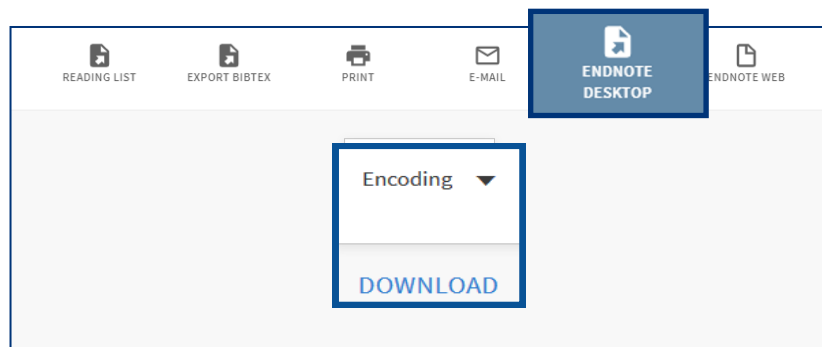 READING LIST
EXPORT BIBTEX
PRINT
E-MAIL
ENDNOTE
DESKTOP
ENDNOTE WEB
Encoding
DOWNLOAD